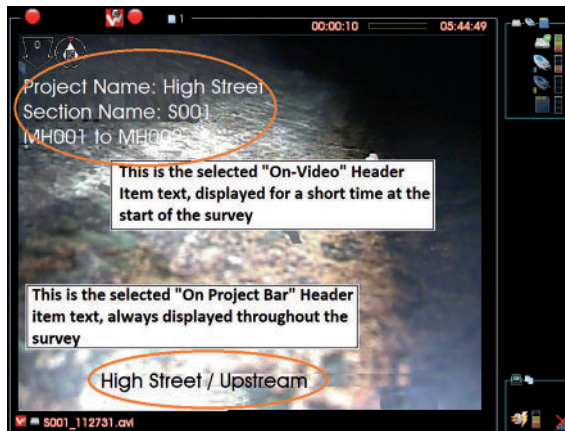 1
00:00:10
05:44:49
Project Name: High Street
Section Name: S001
MH001 to MH002
This is the selected "On-Video" Header
Item text, displayed for a short time at the
start of the survey
This is the selected "On Project Bar" Header
item text, always displayed throughout the
survey
High Street / Upstream
S001_112731.avi